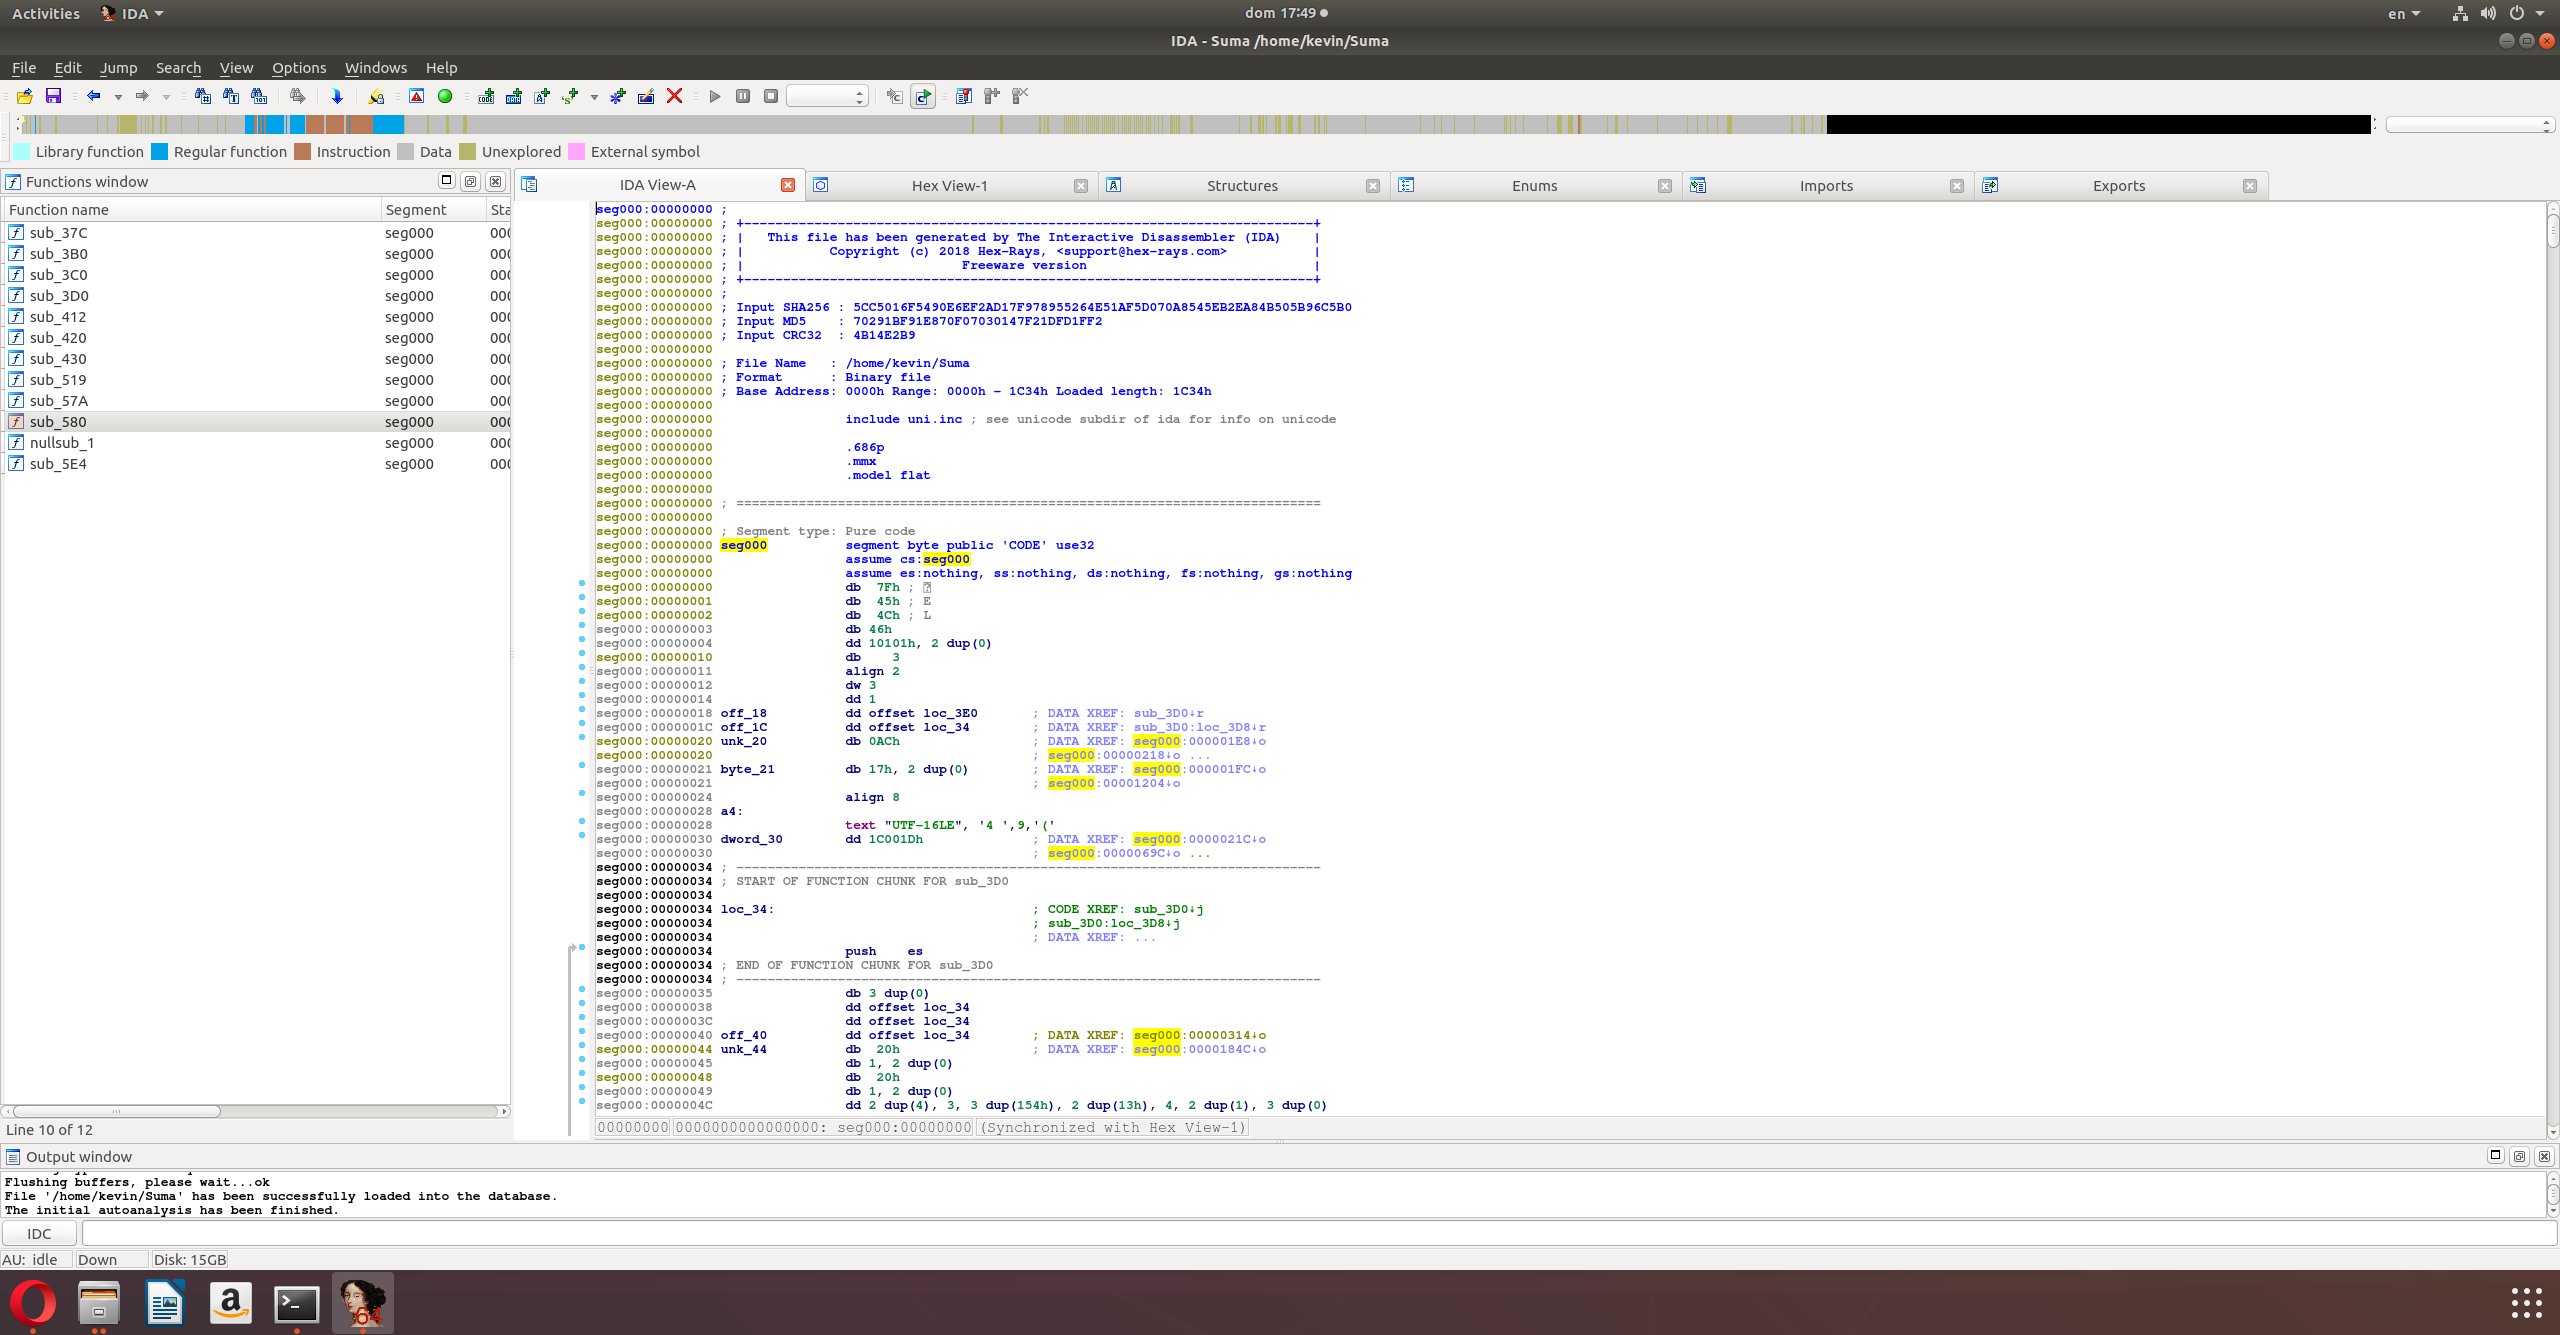 Activities IDA dom 17:49 en
IDA - Suma /home/kevin/Suma
File Edit Jump Search View Options Windows Help
Library function Regular function Instruction Data Unexplored External symbol
Functions window IDA View-A Hex View-1 Structures Enums Imports Exports
Function name Segment Sta
sub_37C seg000 000
sub_3B0 seg000 000
sub_3C0 seg000 000
sub_3D0 seg000 000
sub_412 seg000 000
sub_420 seg000 000
sub_430 seg000 000
sub_519 seg000 000
sub_57A seg000 000
sub_580 seg000 000
nullsub_1 seg000 000
sub_5E4 seg000 000
Line 10 of 12
seg000:00000000 ;
seg000:00000000 ; +-------------------------------------------------------------------------+
seg000:00000000 ; | This file has been generated by The Interactive Disassembler (IDA) |
seg000:00000000 ; | Copyright (c) 2018 Hex-Rays, <support@hex-rays.com> |
seg000:00000000 ; | Freeware version |
seg000:00000000 ; +-------------------------------------------------------------------------+
seg000:00000000 ;
seg000:00000000 ; Input SHA256 : 5CC5016F5490E6EF2AD17F978955264E51AF5D070A8545EB2EA84B505B96C5B0
seg000:00000000 ; Input MD5 : 70291BF91E870F07030147F21DFD1FF2
seg000:00000000 ; Input CRC32 : 4B14E2B9
seg000:00000000
seg000:00000000 ; File Name : /home/kevin/Suma
seg000:00000000 ; Format : Binary file
seg000:00000000 ; Base Address: 0000h Range: 0000h - 1C34h Loaded length: 1C34h
seg000:00000000
seg000:00000000 include uni.inc ; see unicode subdir of ida for info on unicode
seg000:00000000
seg000:00000000 .686p
seg000:00000000 .mmx
seg000:00000000 .model flat
seg000:00000000
seg000:00000000 ; ===========================================================================
seg000:00000000
seg000:00000000 ; Segment type: Pure code
seg000:00000000 seg000 segment byte public 'CODE' use32
seg000:00000000 assume cs:seg000
seg000:00000000 assume es:nothing, ss:nothing, ds:nothing, fs:nothing, gs:nothing
seg000:00000000 db 7Fh ;
seg000:00000001 db 45h ; E
seg000:00000002 db 4Ch ; L
seg000:00000003 db 46h
seg000:00000004 dd 10101h, 2 dup(0)
seg000:00000010 db 3
seg000:00000011 align 2
seg000:00000012 dw 3
seg000:00000014 dd 1
seg000:00000018 off_18 dd offset loc_3E0 ; DATA XREF: sub_3D0↓r
seg000:0000001C off_1C dd offset loc_34 ; DATA XREF: sub_3D0:loc_3D8↓r
seg000:00000020 unk_20 db 0ACh ; DATA XREF: seg000:000001E8↓o
seg000:00000020 ; seg000:00000218↓o ...
seg000:00000021 byte_21 db 17h, 2 dup(0) ; DATA XREF: seg000:000001FC↓o
seg000:00000021 ; seg000:00001204↓o
seg000:00000024 align 8
seg000:00000028 a4:
seg000:00000028 text "UTF-16LE", '4 ',9,'('
seg000:00000030 dword_30 dd 1C001Dh ; DATA XREF: seg000:0000021C↓o
seg000:00000030 ; seg000:0000069C↓o ...
seg000:00000034 ; ---------------------------------------------------------------------------
seg000:00000034 ; START OF FUNCTION CHUNK FOR sub_3D0
seg000:00000034
seg000:00000034 loc_34: ; CODE XREF: sub_3D0↓j
seg000:00000034 ; sub_3D0:loc_3D8↓j
seg000:00000034 ; DATA XREF: ...
seg000:00000034 push es
seg000:00000034 ; END OF FUNCTION CHUNK FOR sub_3D0
seg000:00000034 ; ---------------------------------------------------------------------------
seg000:00000035 db 3 dup(0)
seg000:00000038 dd offset loc_34
seg000:0000003C dd offset loc_34
seg000:00000040 off_40 dd offset loc_34 ; DATA XREF: seg000:00000314↓o
seg000:00000044 unk_44 db 20h ; DATA XREF: seg000:0000184C↓o
seg000:00000045 db 1, 2 dup(0)
seg000:00000048 db 20h
seg000:00000049 db 1, 2 dup(0)
seg000:0000004C dd 2 dup(4), 3, 3 dup(154h), 2 dup(13h), 4, 2 dup(1), 3 dup(0)
00000000 0000000000000000: seg000:00000000 (Synchronized with Hex View-1)
Output window
Flushing buffers, please wait...ok
File '/home/kevin/Suma' has been successfully loaded into the database.
The initial autoanalysis has been finished.
IDC
AU: idle Down Disk: 15GB
a
64